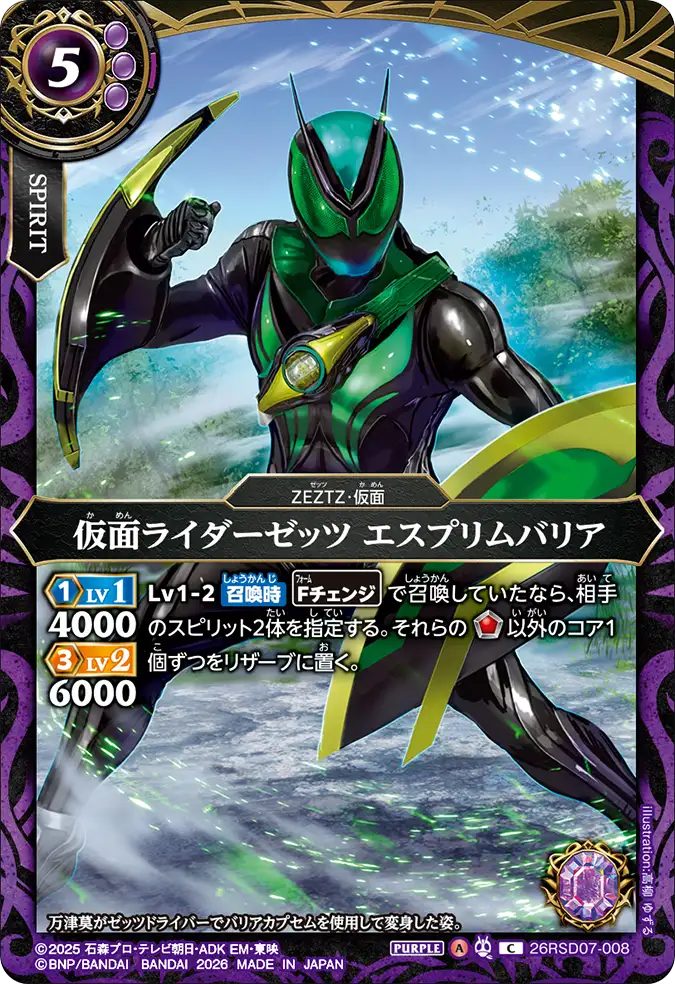 5
SPIRIT
ZEZTZ・仮面
仮面ライダーゼッツ エスプリムバリア
1 LV1
4000
3 LV2
6000
Lv1-2 召喚時 Fチェンジ で召喚していたなら、相手
のスピリット2体を指定する。それらの 以外のコア1
個ずつをリザーブに置く。
illustration:高柳 ゆずる
万津莫がゼッツドライバーでバリアカプセムを使用して変身した姿。
©2025 石森プロ・テレビ朝日・ADK EM・東映
©BNP/BANDAI BANDAI 2026 MADE IN JAPAN
PURPLE A C 26RSD07-008